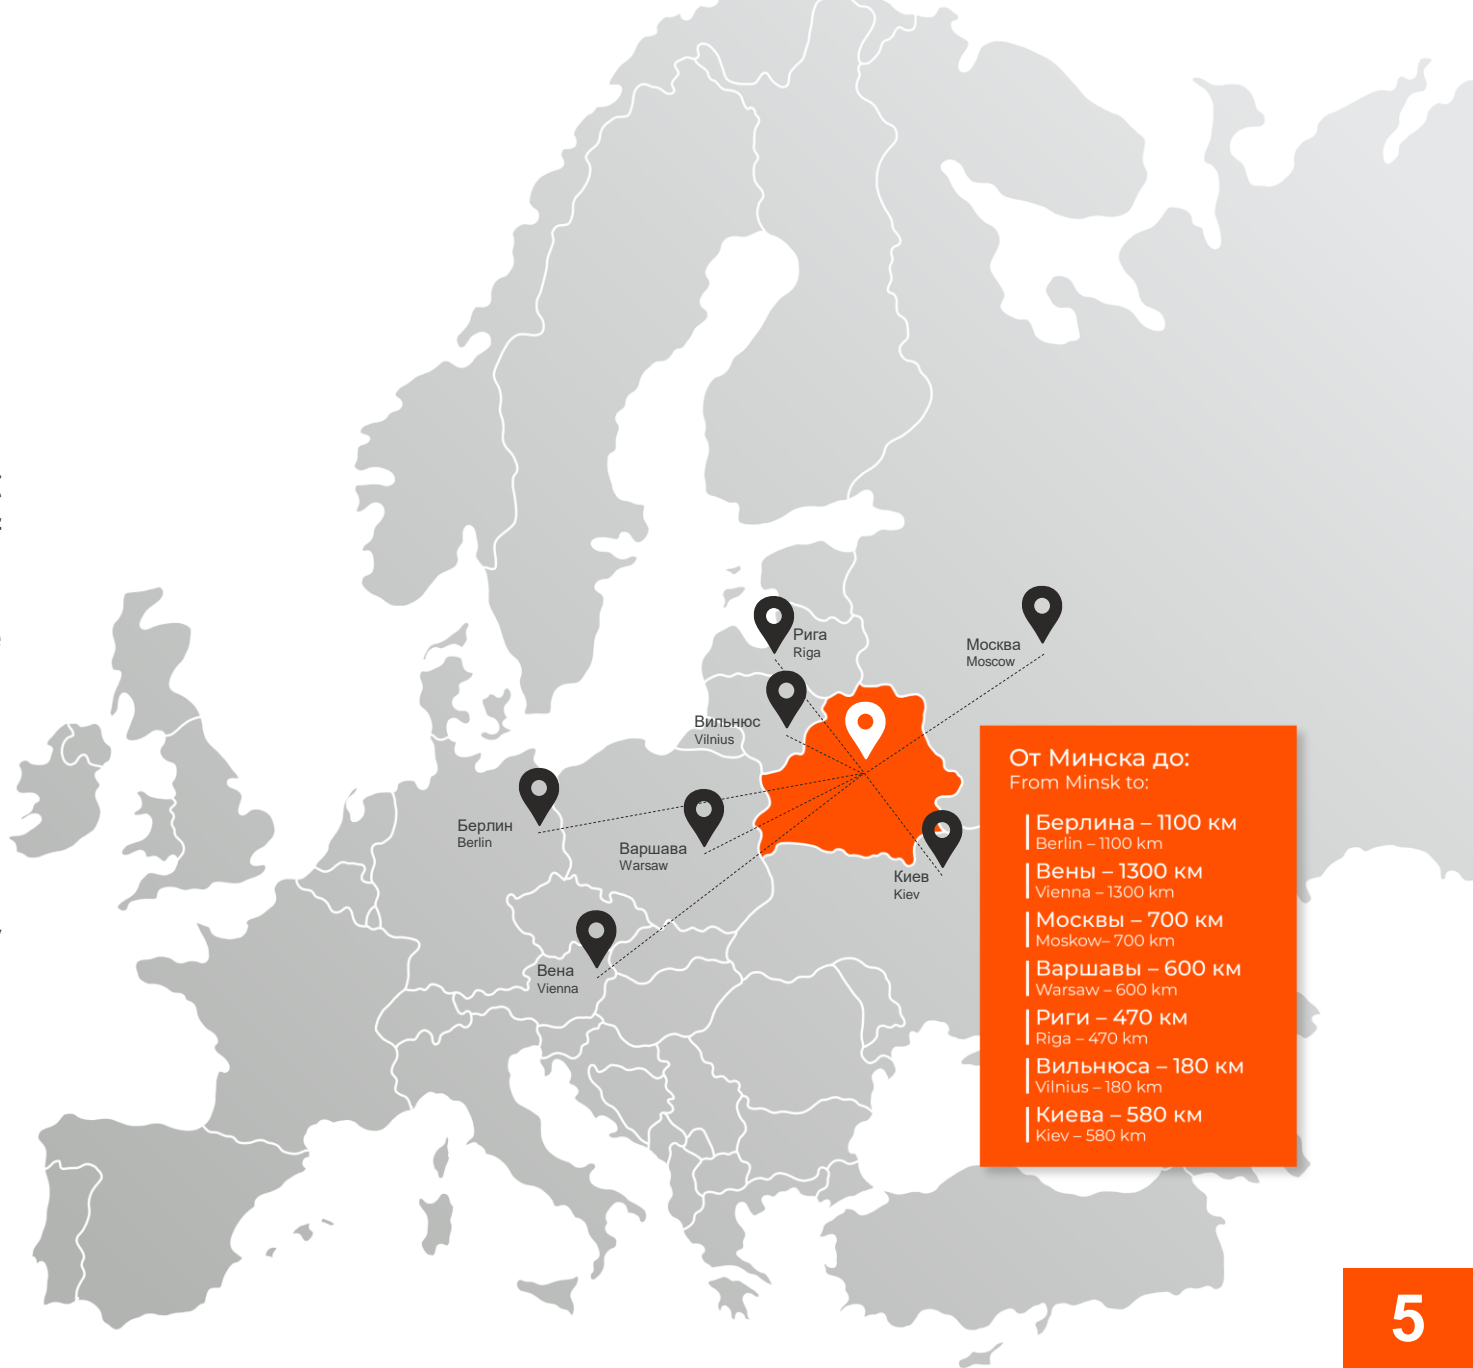 Рига
Riga
Москва
Moscow
Вильнюс
Vilnius
Берлин
Berlin
Варшава
Warsaw
Киев
Kiev
Вена
Vienna
От Минска до:
From Minsk to:
Берлина – 1100 км
Berlin – 1100 km
Вены – 1300 км
Vienna – 1300 km
Москвы – 700 км
Moskow– 700 km
Варшавы – 600 км
Warsaw – 600 km
Риги – 470 км
Riga – 470 km
Вильнюса – 180 км
Vilnius – 180 km
Киева – 580 км
Kiev – 580 km
5